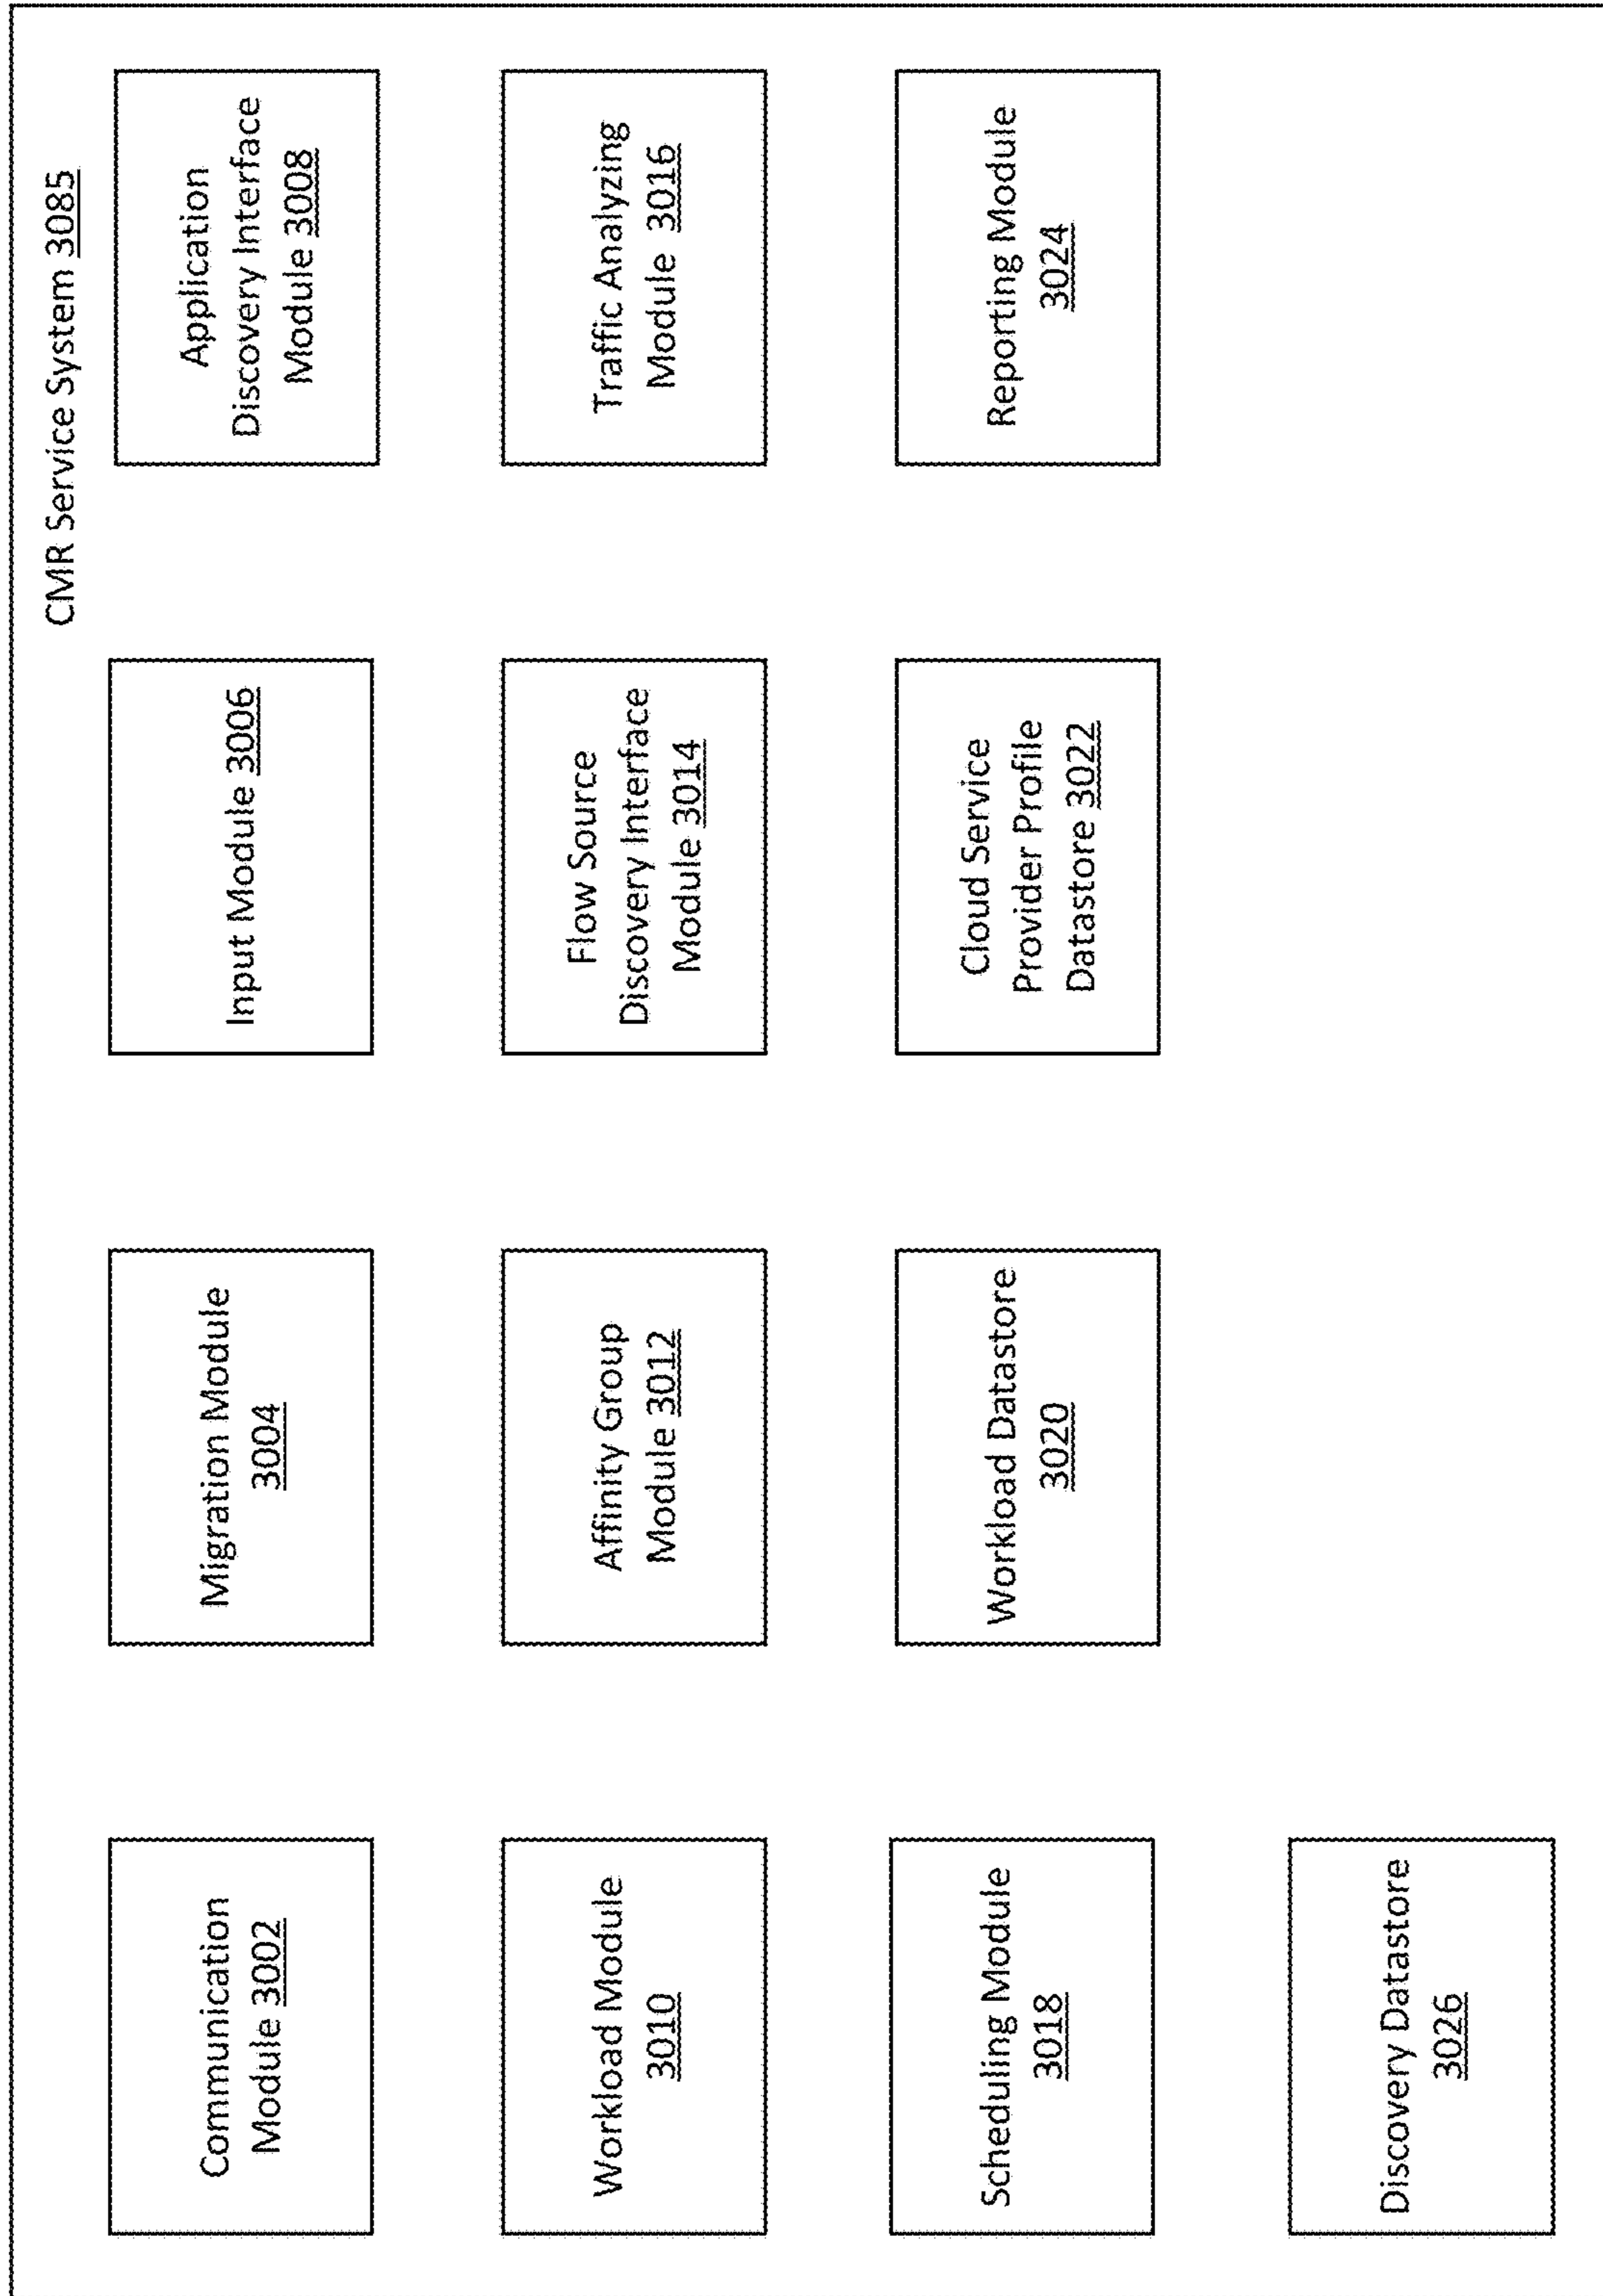 CMR Service System 3085
Communication
Module 3002
Migration Module
3004
Input Module 3006
Application
Discovery Interface
Module 3008
Workload Module
3010
Affinity Group
Module 3012
Flow Source
Discovery Interface
Module 3014
Traffic Analyzing
Module 3016
Scheduling Module
3018
Workload Datastore
3020
Cloud Service
Provider Profile
Datastore 3022
Reporting Module
3024
Discovery Datastore
3026